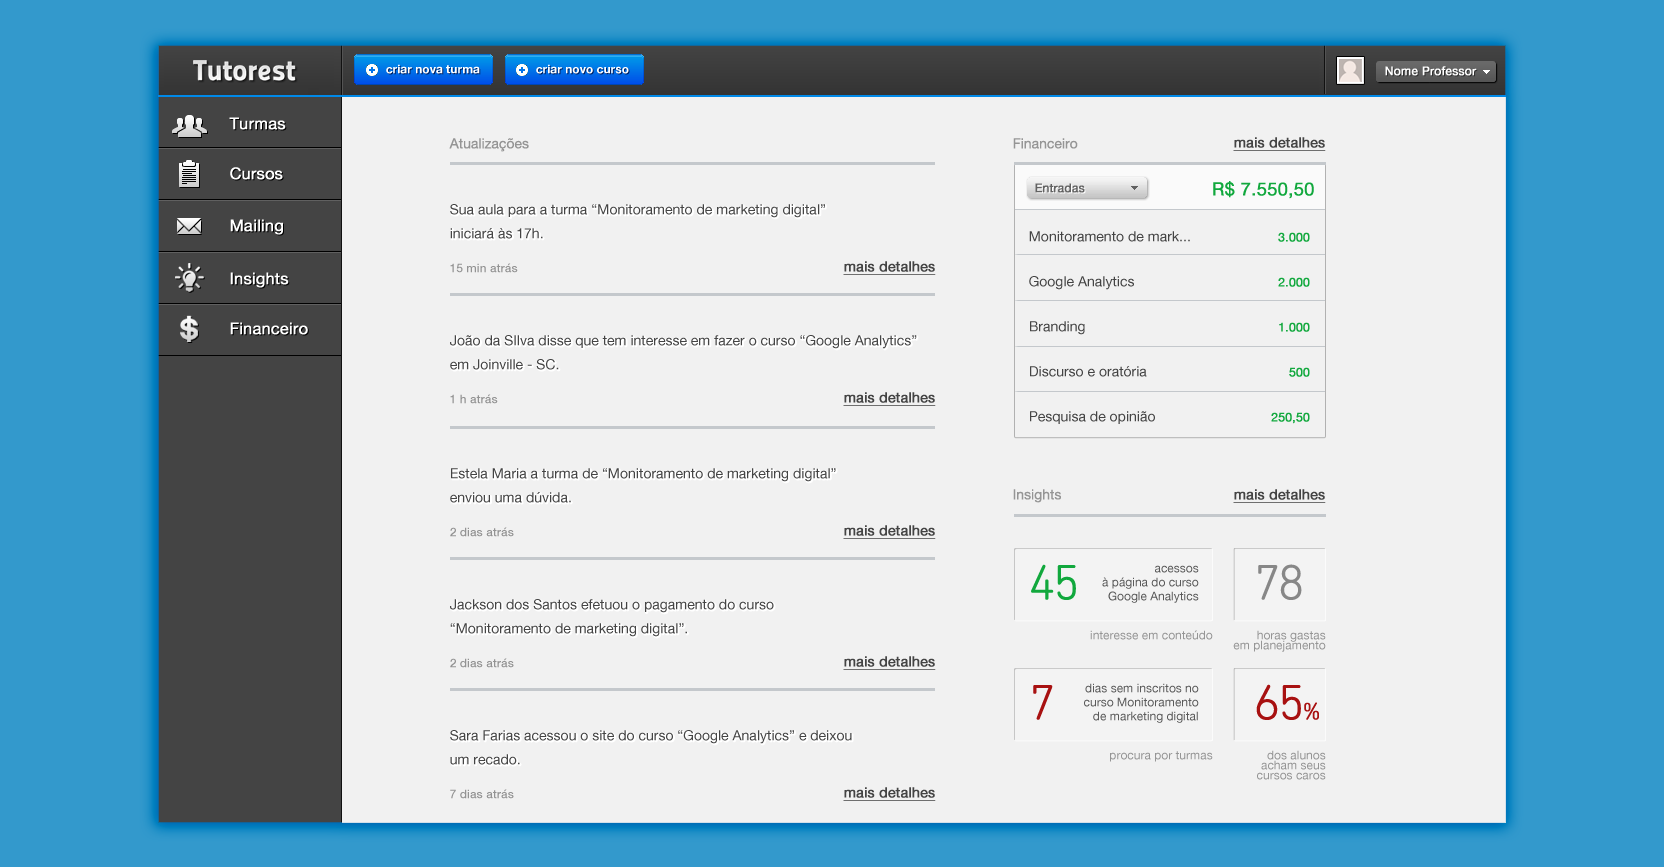 Tutorest
criar nova turma
criar novo curso
Nome Professor
Turmas
Cursos
Mailing
Insights
Financeiro
Atualizações
Sua aula para a turma “Monitoramento de marketing digital”
iniciará às 17h.
15 min atrás
mais detalhes
João da SIlva disse que tem interesse em fazer o curso “Google Analytics”
em Joinville - SC.
1 h atrás
mais detalhes
Estela Maria a turma de “Monitoramento de marketing digital”
enviou uma dúvida.
2 dias atrás
mais detalhes
Jackson dos Santos efetuou o pagamento do curso
“Monitoramento de marketing digital”.
2 dias atrás
mais detalhes
Sara Farias acessou o site do curso “Google Analytics” e deixou
um recado.
7 dias atrás
mais detalhes
Financeiro
mais detalhes
Entradas
R$ 7.550,50
Monitoramento de mark...
3.000
Google Analytics
2.000
Branding
1.000
Discurso e oratória
500
Pesquisa de opinião
250,50
Insights
mais detalhes
45
acessos
à página do curso
Google Analytics
interesse em conteúdo
78
horas gastas
em planejamento
7
dias sem inscritos no
curso Monitoramento
de marketing digital
procura por turmas
65%
dos alunos
acham seus
cursos caros